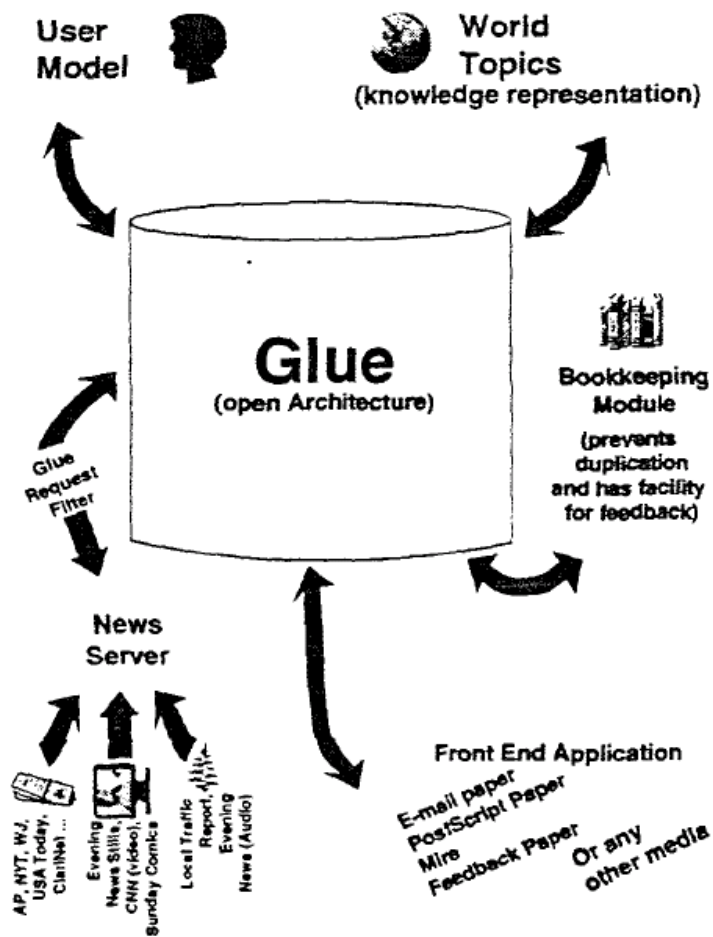 User
Model
World
Topics
(knowledge representation)
Glue
(open Architecture)
Bookkeeping
Module
(prevents
duplication
and has facility
for feedback)
Glue
Request
Filter
News
Server
AP, NYT, WJ,
USA Today,
ClariNet ...
Evening
News Stills,
CNN (video),
Sunday Comics
Local Traffic
Report,
Evening
News (Audio)
Front End Application
E-mail paper
PostScript Paper
Mire
Feedback Paper
Or any
other media